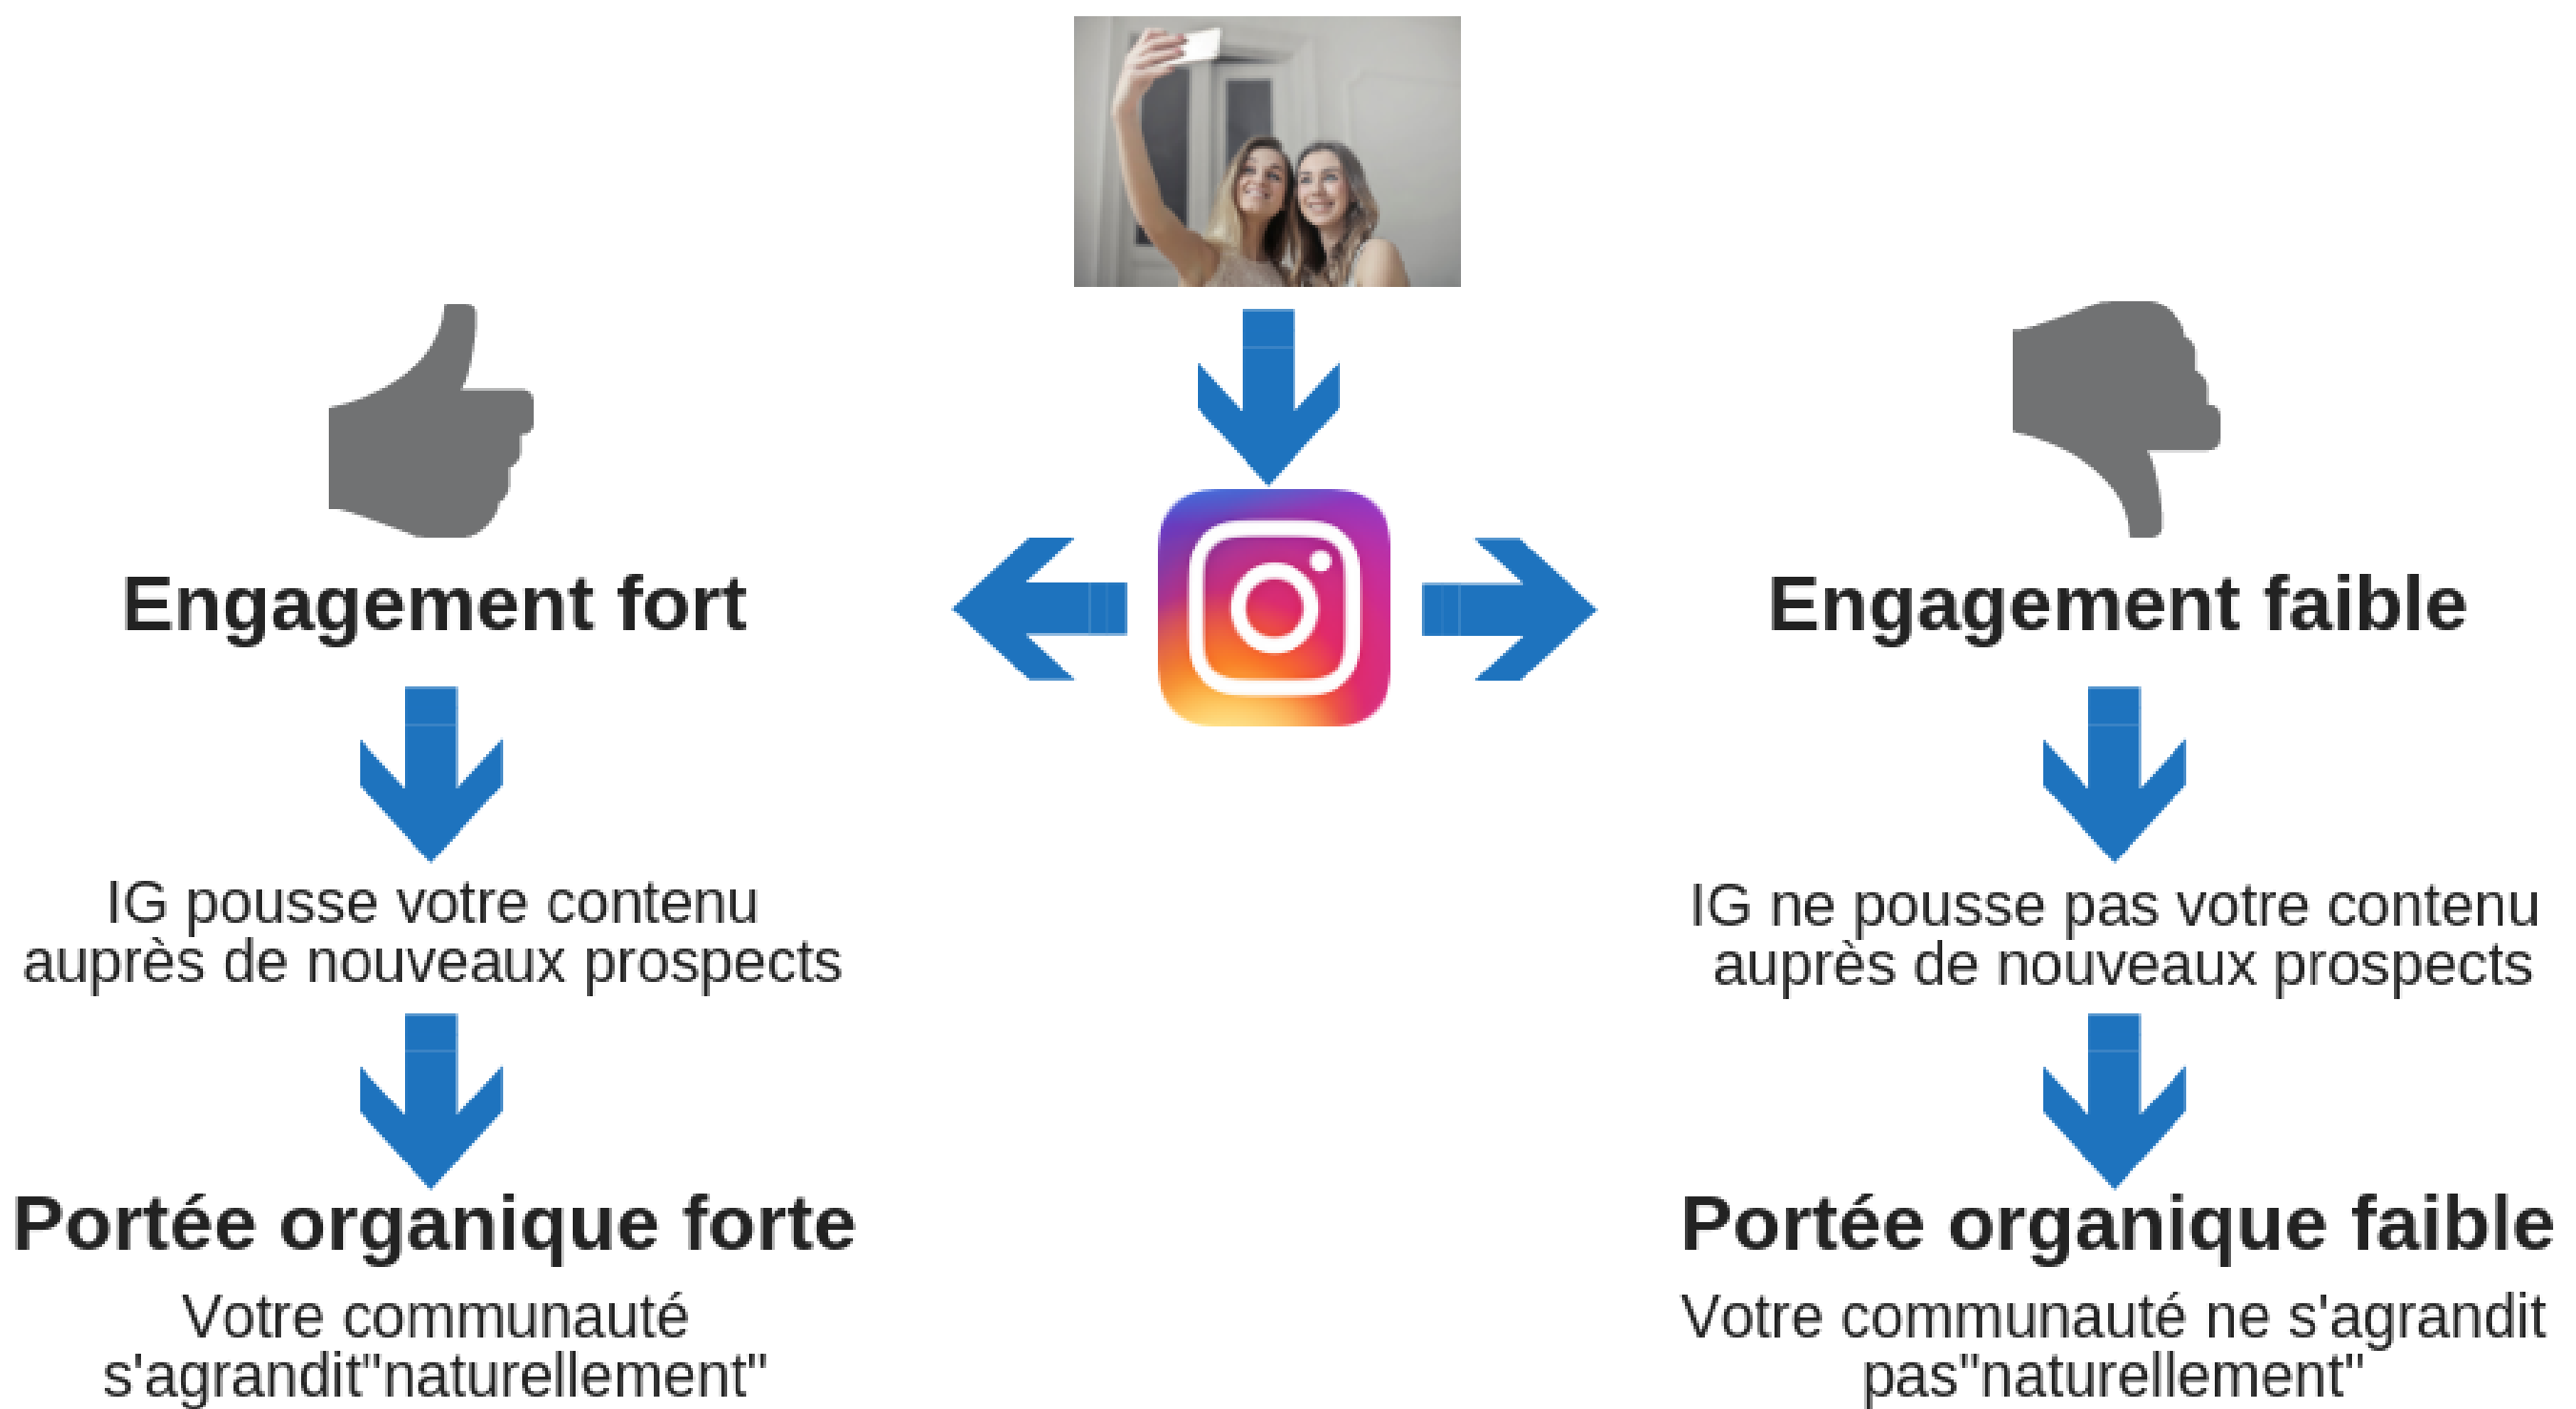 Engagement fort
IG pousse votre contenu
auprès de nouveaux prospects
Portée organique forte
Votre communauté
s'agrandit"naturellement"
Engagement faible
IG ne pousse pas votre contenu
auprès de nouveaux prospects
Portée organique faible
Votre communauté ne s'agrandit
pas"naturellement"